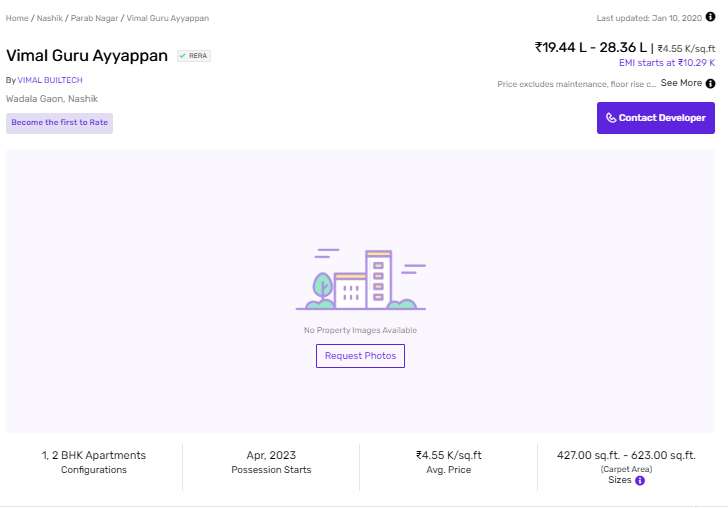 Home / Nashik / Parab Nagar / Vimal Guru Ayyappan
Last updated: Jan 10, 2020
Vimal Guru Ayyappan
RERA
₹19.44 L - 28.36 L | ₹4.55 K/sq.ft
EMI starts at ₹10.29 K
By VIMAL BUILTECH
Price excludes maintenance, floor rise c... See More
Wadala Gaon, Nashik
Become the first to Rate
Contact Developer
No Property Images Available
Request Photos
1, 2 BHK Apartments
Configurations
Apr, 2023
Possession Starts
₹4.55 K/sq.ft
Avg. Price
427.00 sq.ft. - 623.00 sq.ft.
(Carpet Area)
Sizes